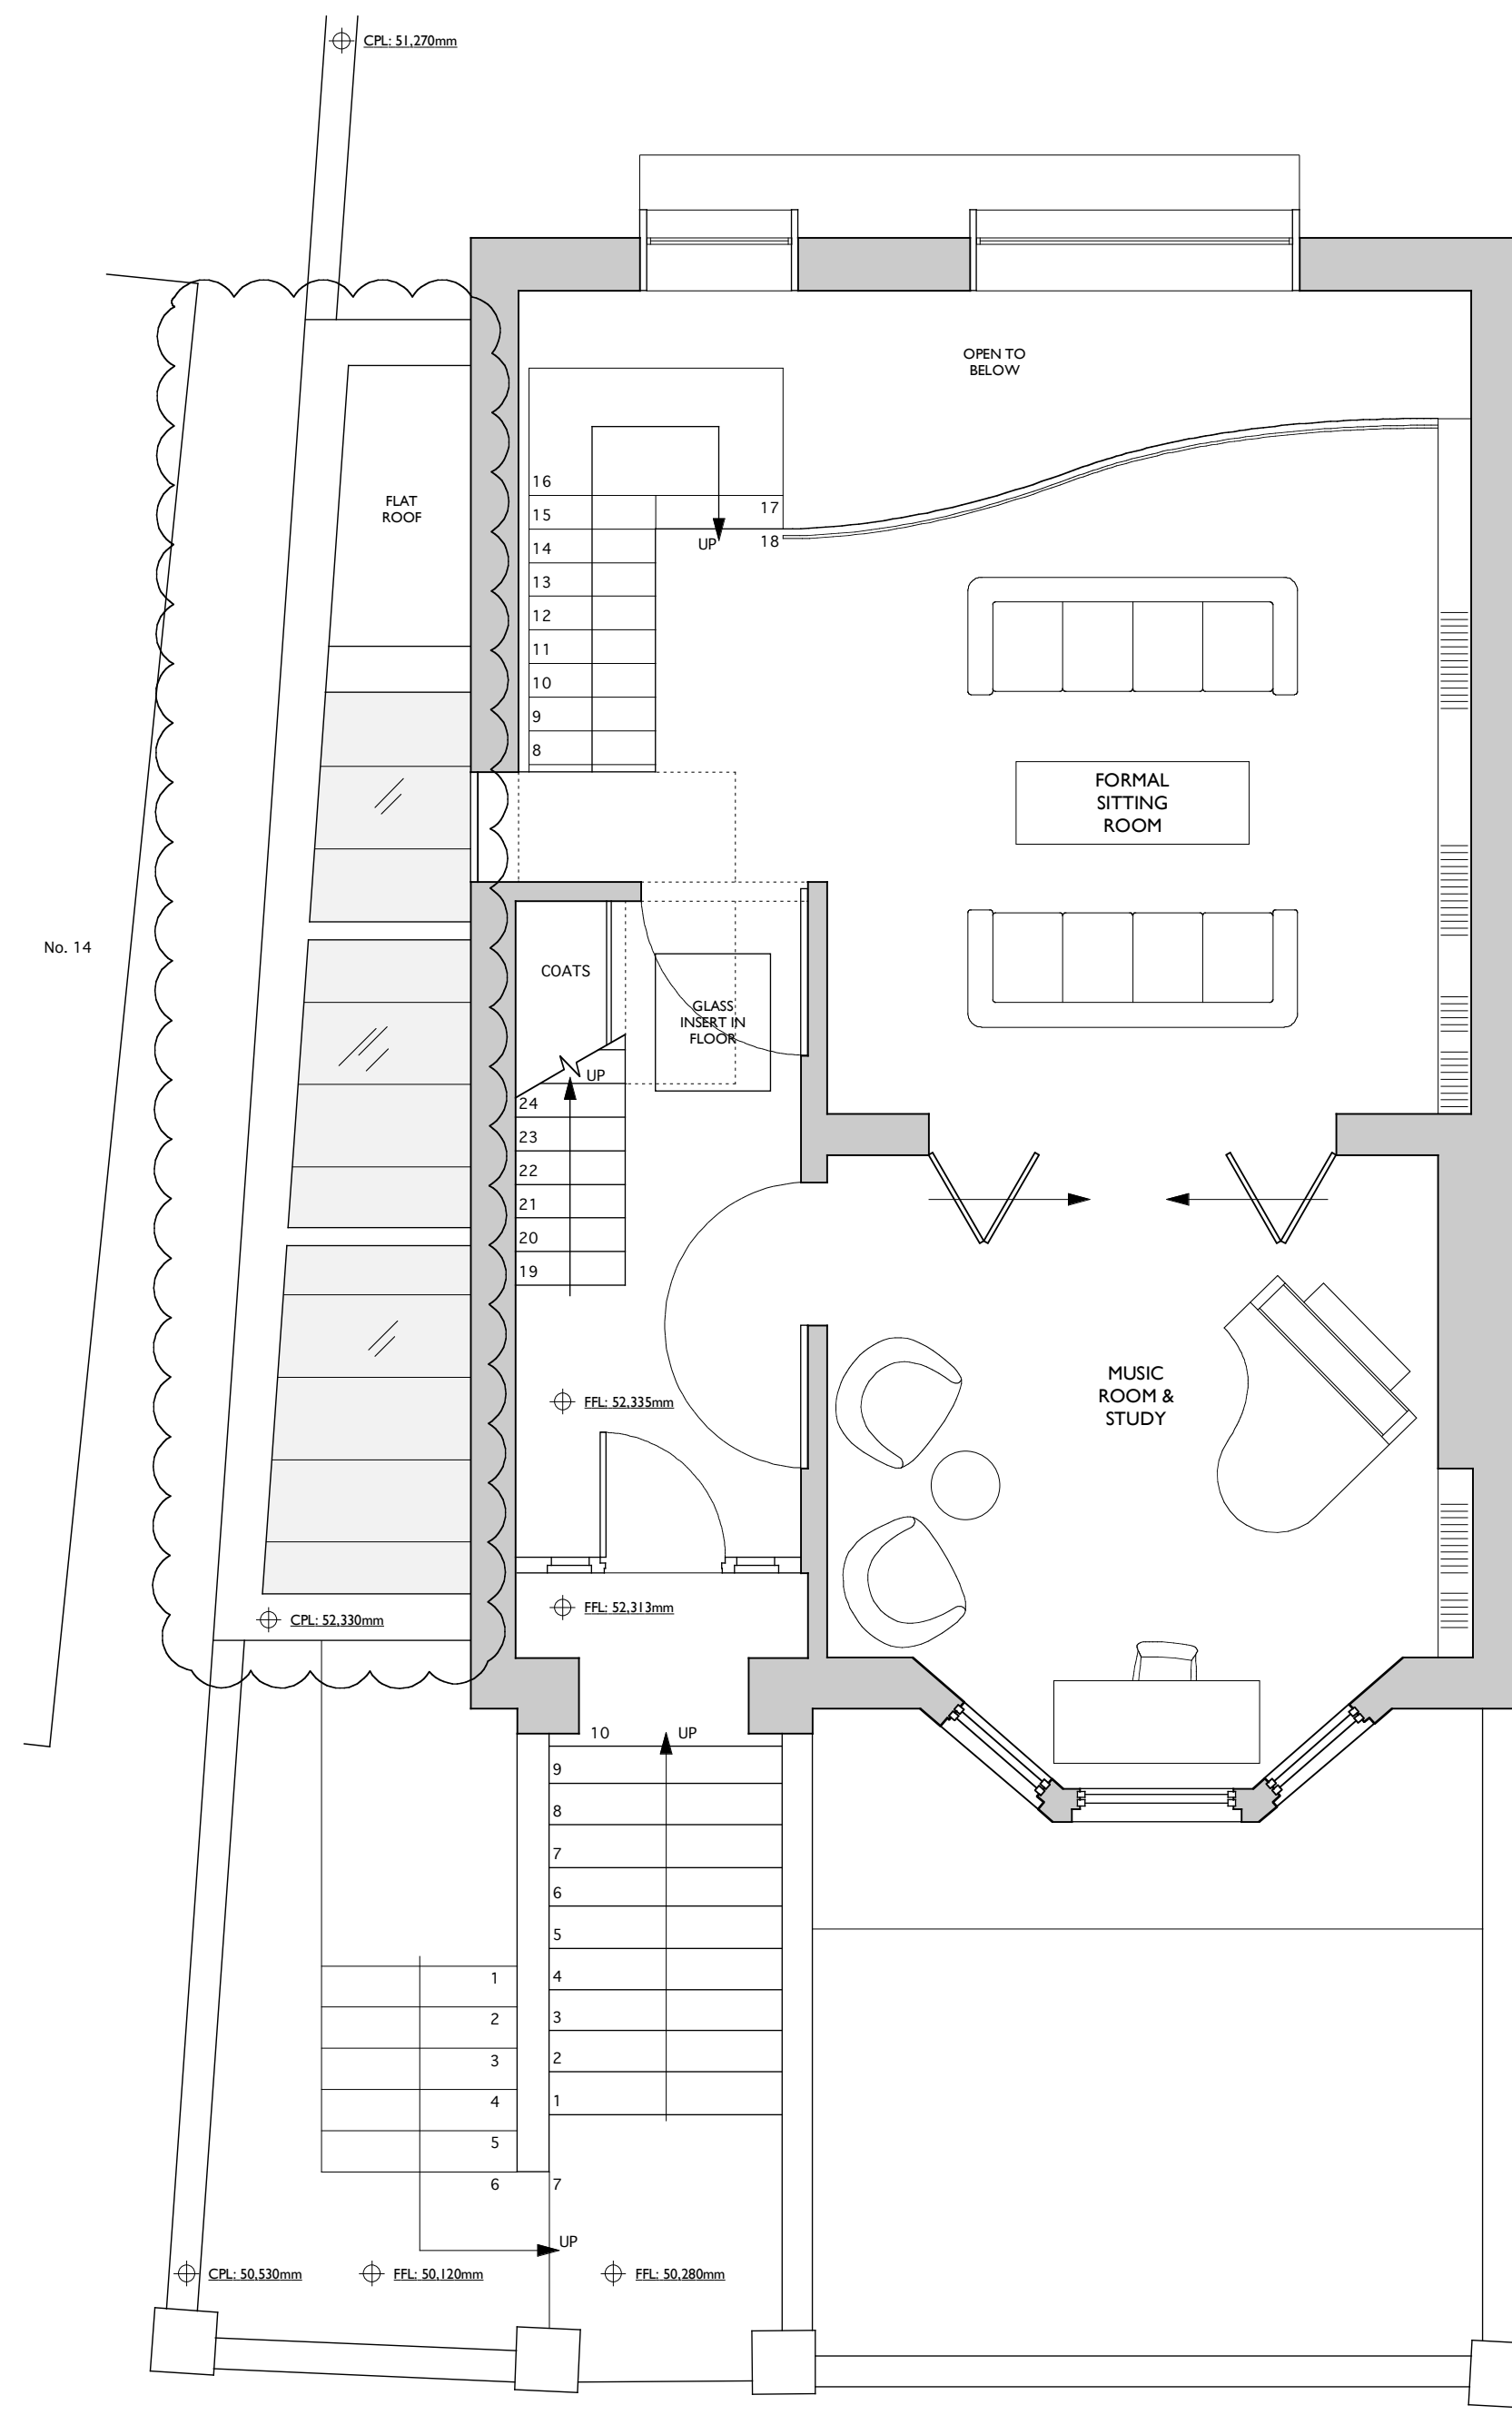 CPL: 51,270mm
OPEN TO
BELOW
FLAT
ROOF
16
15
14
13
12
11
10
9
8
17
18
UP
FORMAL
SITTING
ROOM
No. 14
COATS
GLASS
INSERT IN
FLOOR
UP
24
23
22
21
20
19
MUSIC
ROOM &
STUDY
FFL: 52,335mm
FFL: 52,313mm
CPL: 52,330mm
10
UP
9
8
7
6
5
4
3
2
1
1
2
3
4
5
6
7
UP
CPL: 50,530mm
FFL: 50,120mm
FFL: 50,280mm